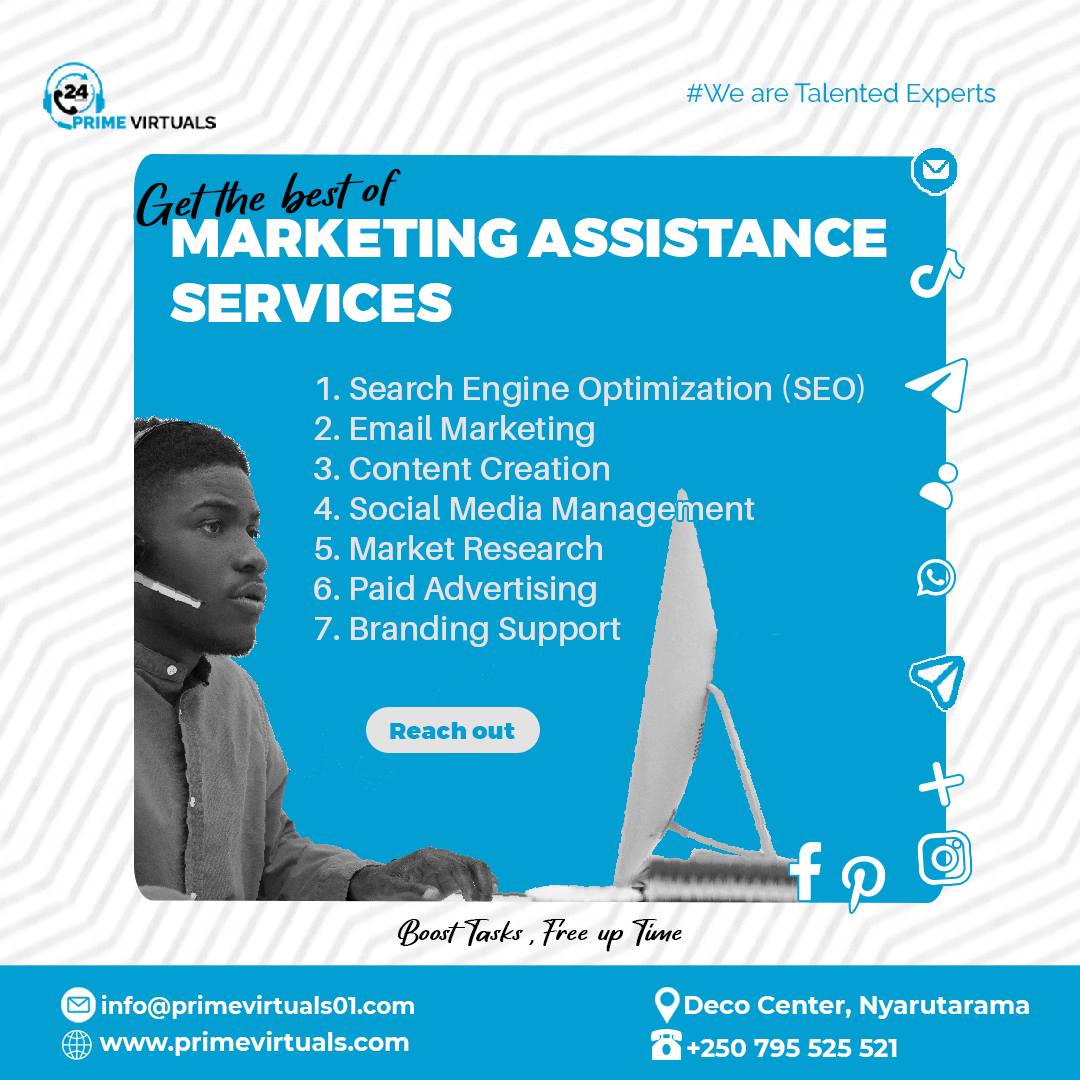 24
PRIME VIRTUALS
#We are Talented Experts
Get the best of
MARKETING ASSISTANCE
SERVICES
1. Search Engine Optimization (SEO)
2. Email Marketing
3. Content Creation
4. Social Media Management
5. Market Research
6. Paid Advertising
7. Branding Support
Reach out
Boost Tasks , Free up Time
info@primevirtuals01.com
www.primevirtuals.com
Deco Center, Nyarutarama
+250 795 525 521